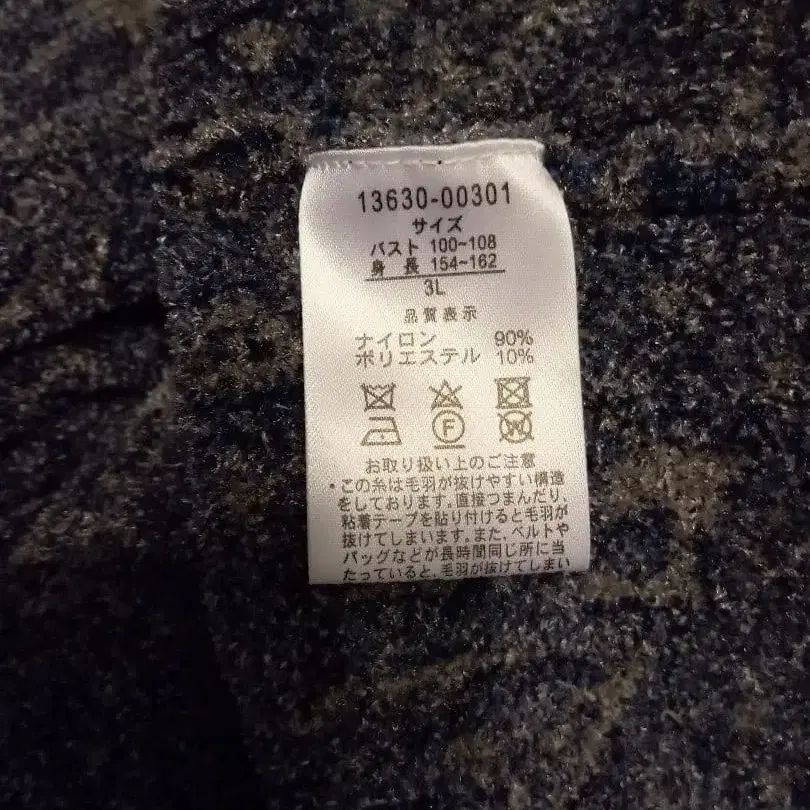 13630-00301
サイズ
バスト 100~108
身長 154~162
3L
品質表示
ナイロン 90%
ポリエステル 10%
F
W
お取り扱い上のご注意
・この糸は毛羽が抜けやすい構造
をしております。直接つまんだり、
粘着テープを貼り付けると毛羽が
抜けてしまいます。また、ベルトや
バッグなどが長時間同じ所に当
たっていると、毛羽が抜けてしまい